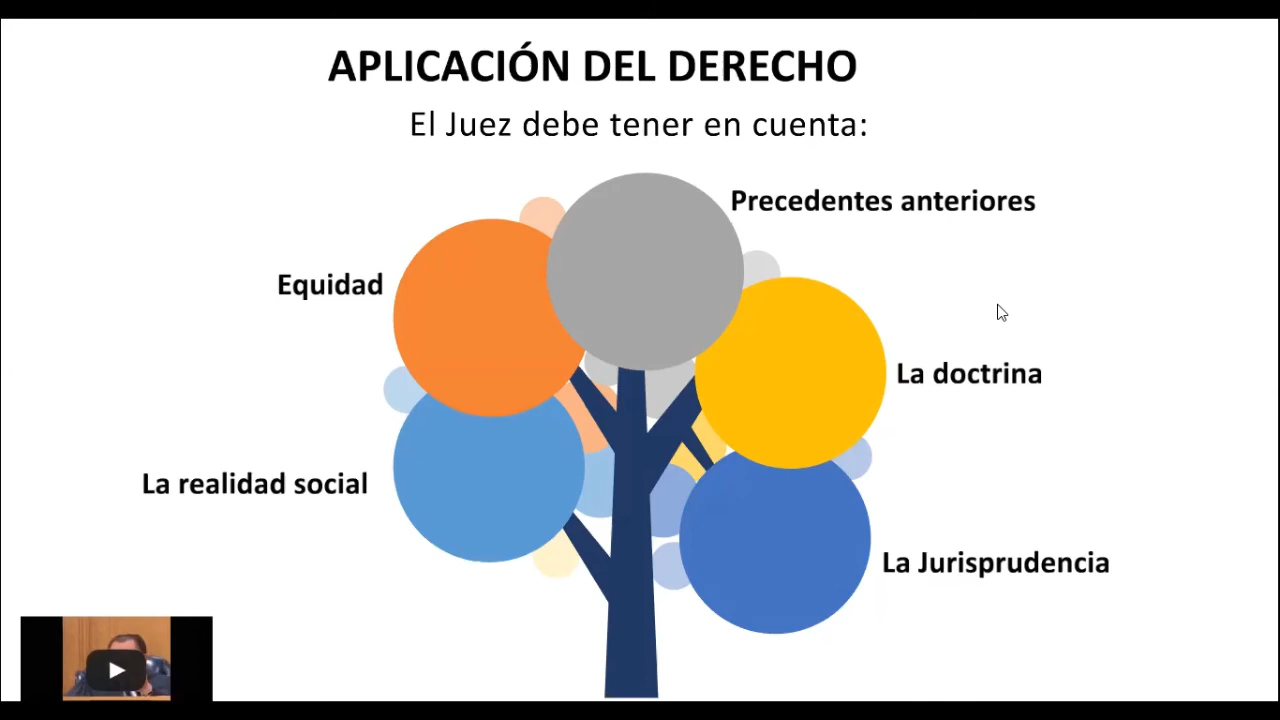 APLICACIÓN DEL DERECHO
El Juez debe tener en cuenta:
Precedentes anteriores
Equidad
La doctrina
La realidad social
La Jurisprudencia